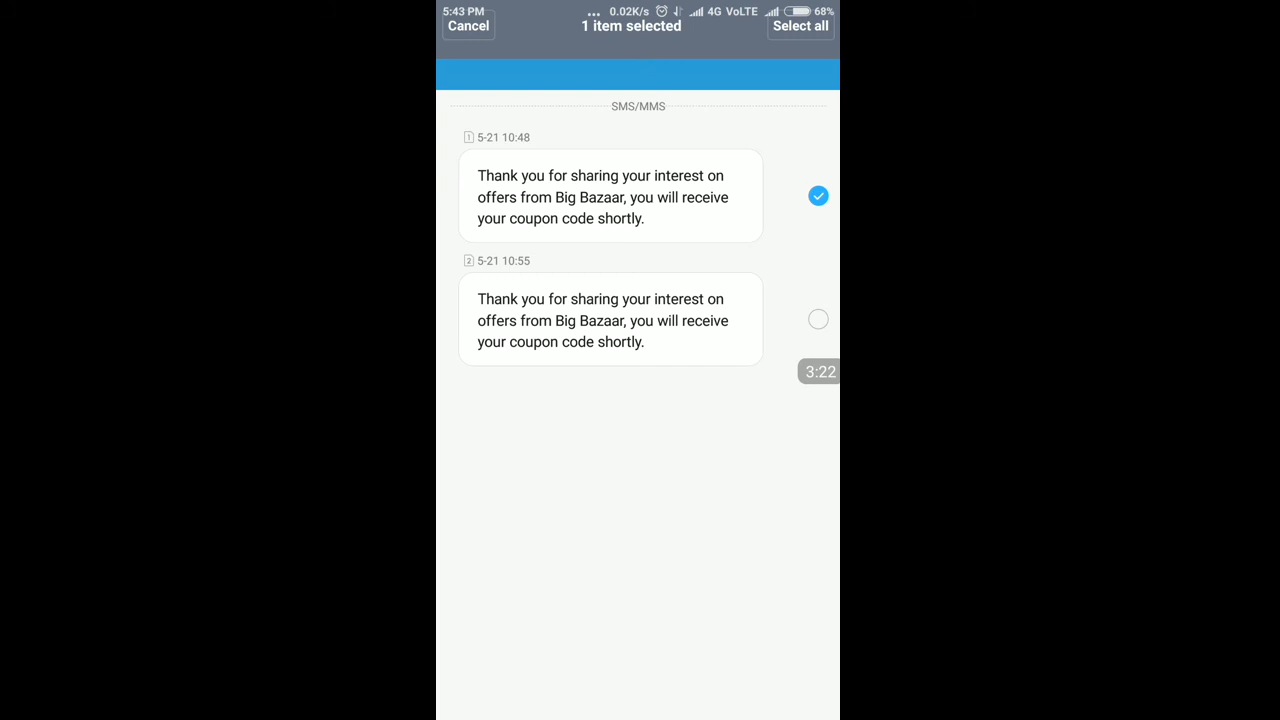 5:43 PM ... 0.02K/s 4G VoLTE 68%
Cancel 1 item selected Select all
SMS/MMS
1 5-21 10:48
Thank you for sharing your interest on
offers from Big Bazaar, you will receive
your coupon code shortly.
2 5-21 10:55
Thank you for sharing your interest on
offers from Big Bazaar, you will receive
your coupon code shortly.
3:22